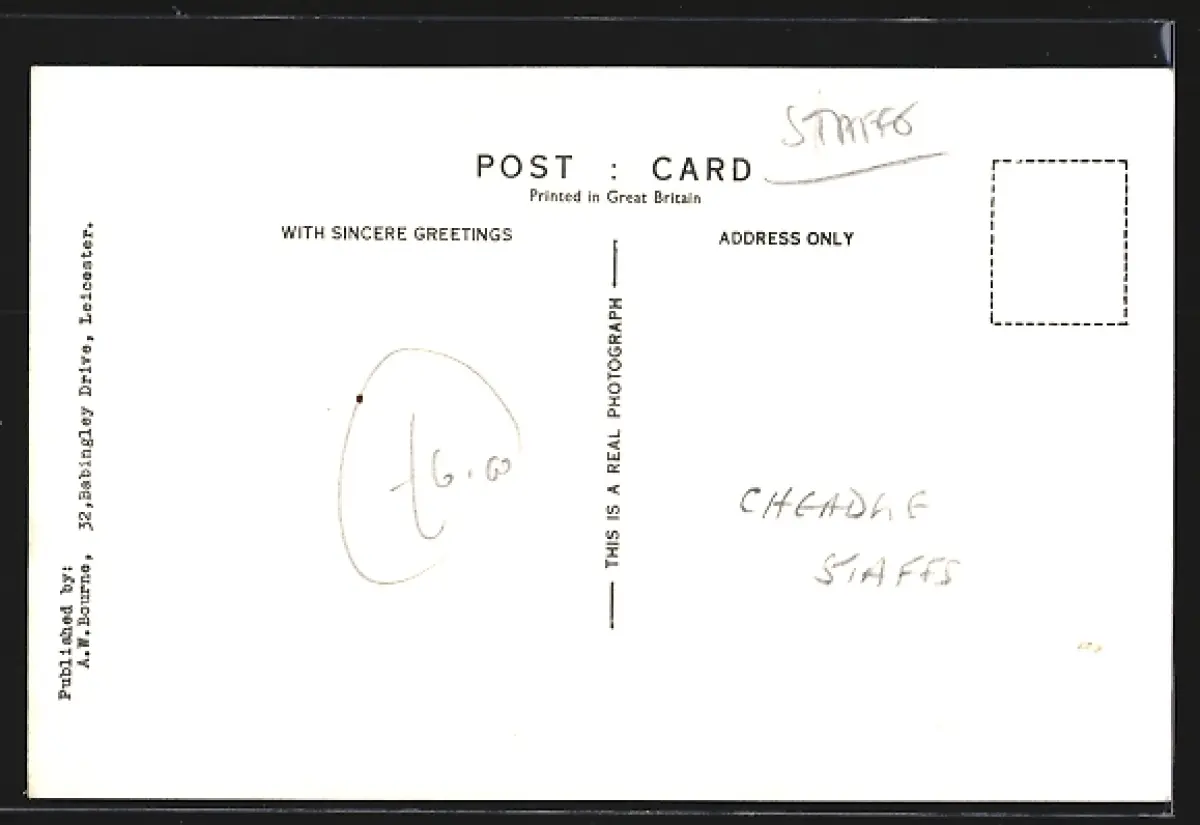 STAFFS
POST : CARD
Printed in Great Britain
WITH SINCERE GREETINGS
ADDRESS ONLY
THIS IS A REAL PHOTOGRAPH
£6.00
CHEADLE
STAFFS
Published by:
A.W.Bourne, 32,Babingley Drive, Leicester.